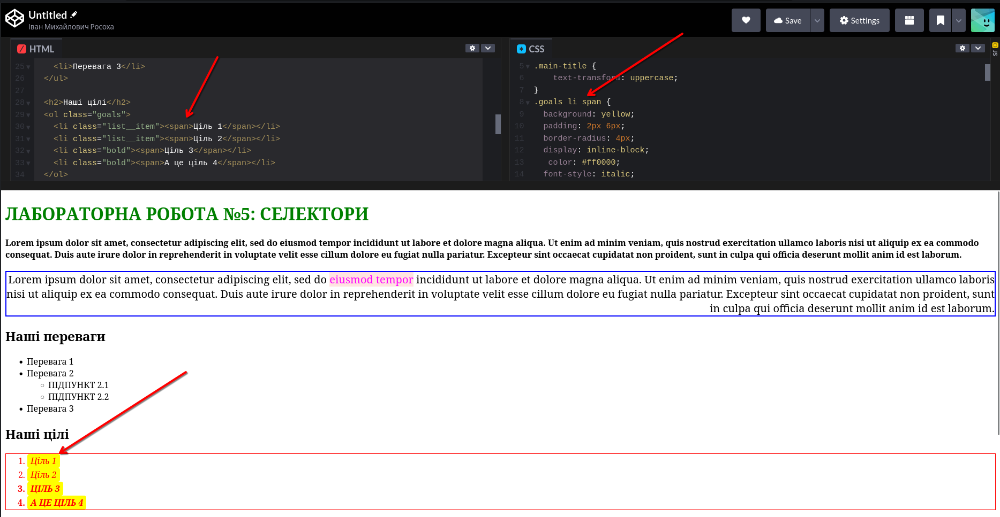 Untitled
Іван Михайлович Росоха
Save
Settings
HTML
25 <li>Перевага 3</li>
26 </ul>
27
28 <h2>Наші цілі</h2>
29 <ol class="goals">
30 <li class="list__item"><span>Ціль 1</span></li>
31 <li class="list__item"><span>Ціль 2</span></li>
32 <li class="bold"><span>Ціль 3</span></li>
33 <li class="bold"><span>А це ціль 4</span></li>
34 </ol>
CSS
5 .main-title {
6 text-transform: uppercase;
7 }
8 .goals li span {
9 background: yellow;
10 padding: 2px 6px;
11 border-radius: 4px;
12 display: inline-block;
13 color: #ff0000;
14 font-style: italic;
JS
ЛАБОРАТОРНА РОБОТА №5: СЕЛЕКТОРИ
Lorem ipsum dolor sit amet, consectetur adipiscing elit, sed do eiusmod tempor incididunt ut labore et dolore magna aliqua. Ut enim ad minim veniam, quis nostrud exercitation ullamco laboris nisi ut aliquip ex ea commodo
consequat. Duis aute irure dolor in reprehenderit in voluptate velit esse cillum dolore eu fugiat nulla pariatur. Excepteur sint occaecat cupidatat non proident, sunt in culpa qui officia deserunt mollit anim id est laborum.
Lorem ipsum dolor sit amet, consectetur adipiscing elit, sed do eiusmod tempor incididunt ut labore et dolore magna aliqua. Ut enim ad minim veniam, quis nostrud exercitation ullamco laboris
nisi ut aliquip ex ea commodo consequat. Duis aute irure dolor in reprehenderit in voluptate velit esse cillum dolore eu fugiat nulla pariatur. Excepteur sint occaecat cupidatat non proident, sunt
in culpa qui officia deserunt mollit anim id est laborum.
Наші переваги
• Перевага 1
• Перевага 2
◦ ПІДПУНКТ 2.1
◦ ПІДПУНКТ 2.2
• Перевага 3
Наші цілі
1. Ціль 1
2. Ціль 2
3. ЦІЛЬ 3
4. А ЦЕ ЦІЛЬ 4